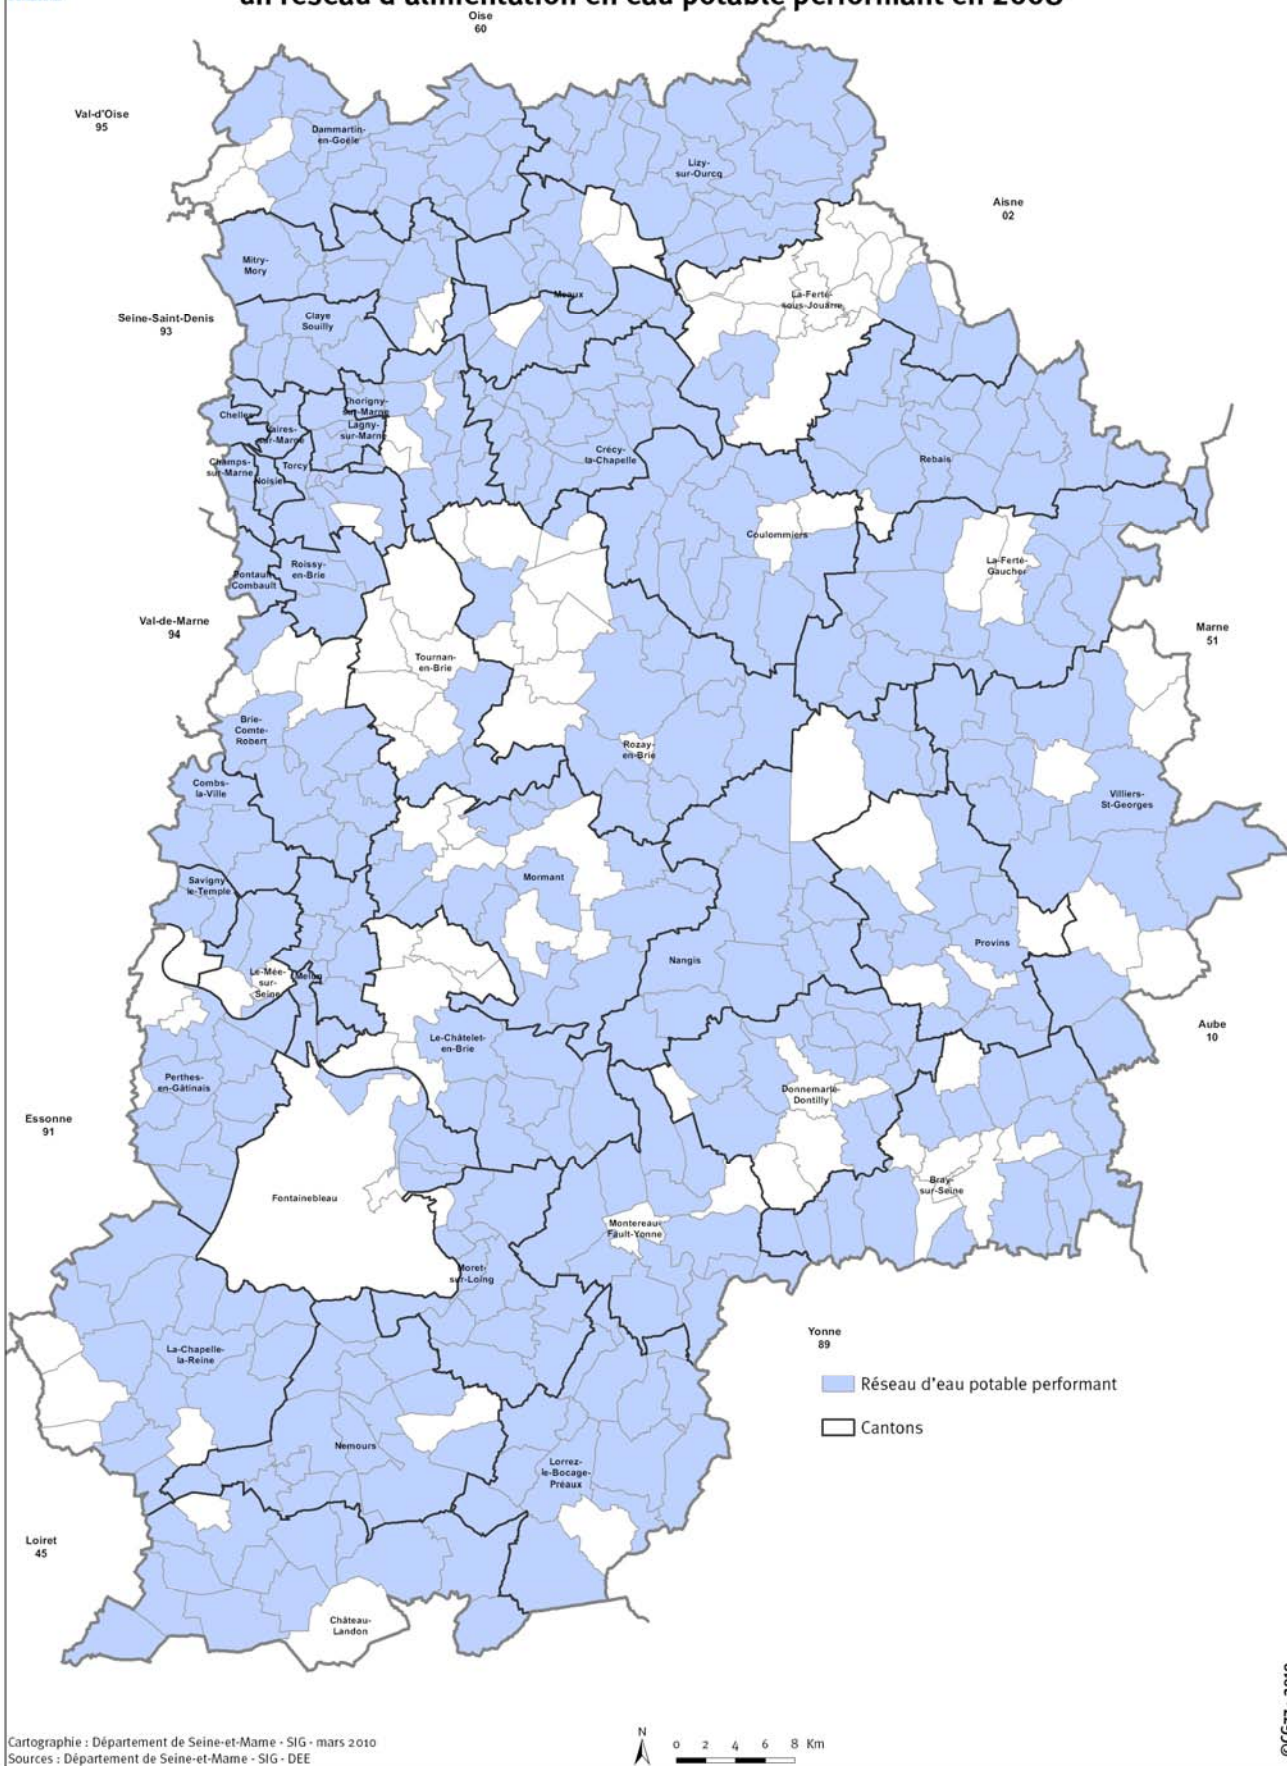 un réseau d'alimentation en eau potable performant en 2008
Oise
60
Val-d'Oise
95
Dammartin-
en-Goële
Lizy-
sur-Ourcq
Aisne
02
Mitry-
Mory
Meaux
La-Ferté-
sous-Jouarre
Seine-Saint-Denis
93
Claye
Souilly
Chelles
Vaires-
sur-Marne
Thorigny-
sur-Marne
Lagny-
sur-Marne
Champs-
sur-Marne
Torcy
Noisiel
Crécy-
la-Chapelle
Rebais
Coulommiers
La-Ferté-
Gaucher
Roissy-
en-Brie
Pontault
Combault
Val-de-Marne
94
Marne
51
Tournan-
en-Brie
Brie-
Comte-
Robert
Rozay-
en-Brie
Combs-
la-Ville
Villiers-
St-Georges
Savigny
le-Temple
Mormant
Provins
Nangis
Le-Mée-
sur-
Seine
Melun
Aube
10
Le-Châtelet-
en-Brie
Perthes-
en-Gâtinais
Donnemarie-
Dontilly
Essonne
91
Bray-
sur-Seine
Fontainebleau
Montereau-
Fault-Yonne
Moret-
sur-Loing
Yonne
89
La-Chapelle-
la-Reine
Réseau d'eau potable performant
Cantons
Nemours
Lorrez-
le-Bocage-
Préaux
Loiret
45
Château-
Landon
Cartographie : Département de Seine-et-Marne - SIG - mars 2010
Sources : Département de Seine-et-Marne - SIG - DEE
N
0 2 4 6 8 Km